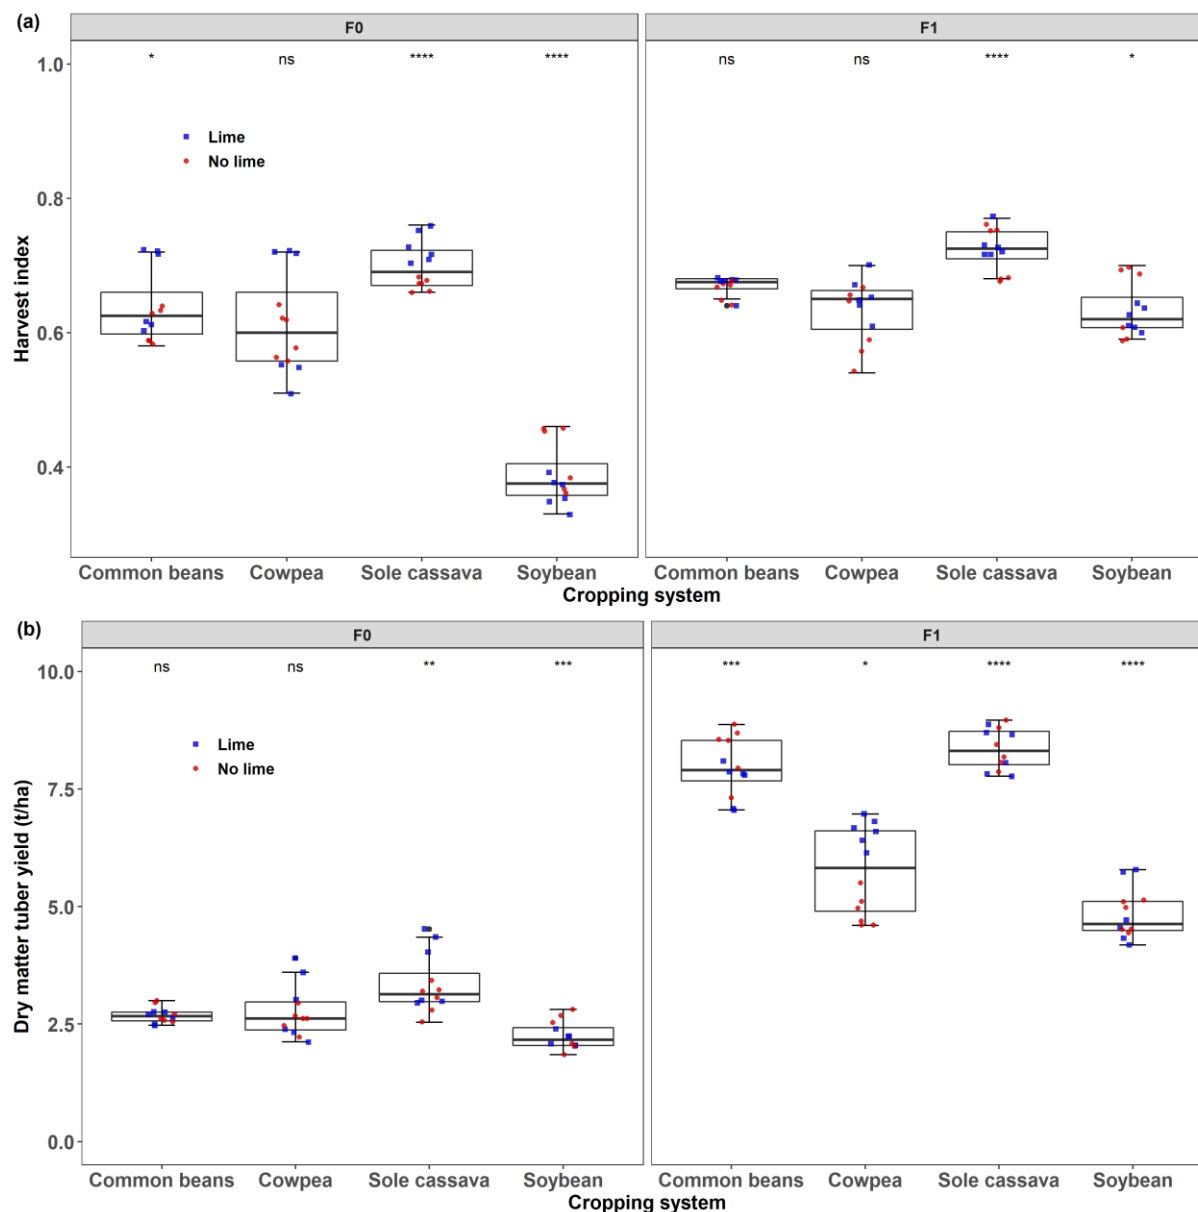 (a)
F0
F1
* ns **** ****
ns ns **** *
1.0
0.8
0.6
0.4
Harvest index
Lime
No lime
Common beans Cowpea Sole cassava Soybean
Common beans Cowpea Sole cassava Soybean
Cropping system
(b)
F0
F1
ns ns ** ***
*** * **** ****
10.0
7.5
5.0
2.5
0.0
Dry matter tuber yield (t/ha)
Lime
No lime
Common beans Cowpea Sole cassava Soybean
Common beans Cowpea Sole cassava Soybean
Cropping system